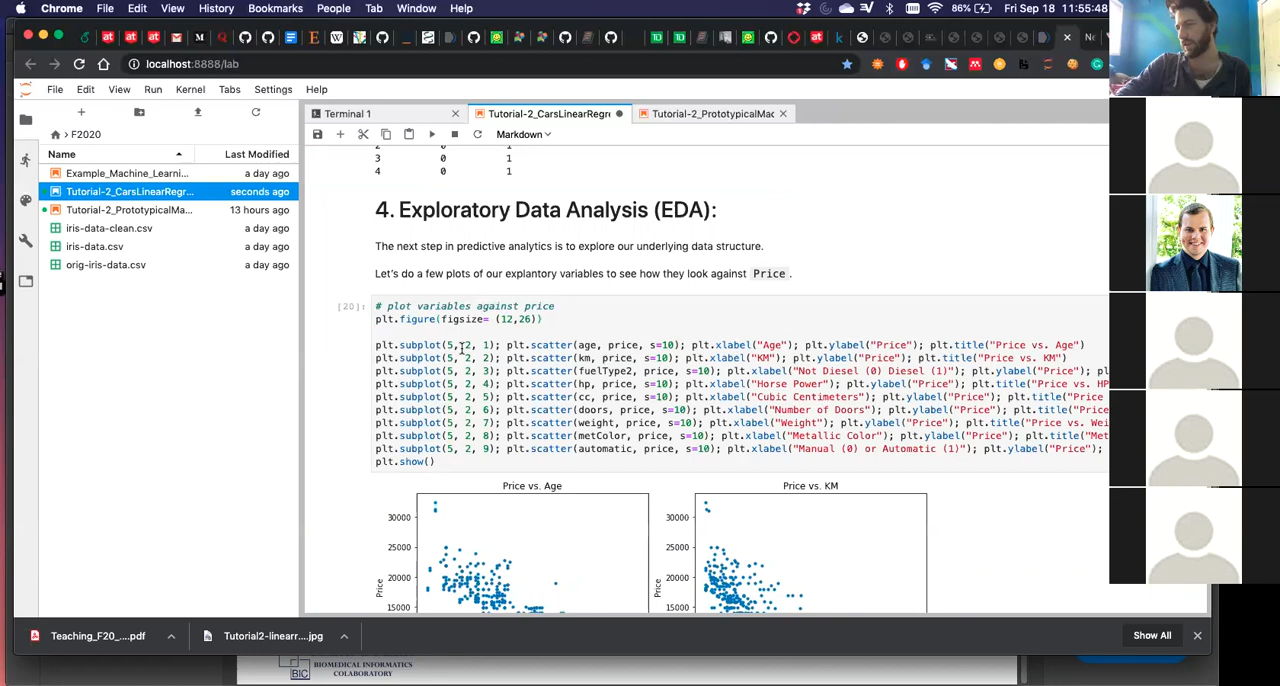 Chrome File Edit View History Bookmarks People Tab Window Help 86% Fri Sep 18 11:55:48
localhost:8888/lab
File Edit View Run Kernel Tabs Settings Help
Terminal 1 Tutorial-2_CarsLinearRegre Tutorial-2_PrototypicalMac
F2020
Markdown
Name Last Modified
Example_Machine_Learni... a day ago
Tutorial-2_CarsLinearRegr... seconds ago
Tutorial-2_PrototypicalMa... 13 hours ago
iris-data-clean.csv a day ago
iris-data.csv a day ago
orig-iris-data.csv a day ago
3 0 1
4 0 1
4. Exploratory Data Analysis (EDA):
The next step in predictive analytics is to explore our underlying data structure.
Let's do a few plots of our explantory variables to see how they look against Price.
[20]:
# plot variables against price
plt.figure(figsize= (12,26))
plt.subplot(5, 2, 1); plt.scatter(age, price, s=10); plt.xlabel("Age"); plt.ylabel("Price"); plt.title("Price vs. Age")
plt.subplot(5, 2, 2); plt.scatter(km, price, s=10); plt.xlabel("KM"); plt.ylabel("Price"); plt.title("Price vs. KM")
plt.subplot(5, 2, 3); plt.scatter(fuelType2, price, s=10); plt.xlabel("Not Diesel (0) Diesel (1)"); plt.ylabel("Price"); pl
plt.subplot(5, 2, 4); plt.scatter(hp, price, s=10); plt.xlabel("Horse Power"); plt.ylabel("Price"); plt.title("Price vs. HP
plt.subplot(5, 2, 5); plt.scatter(cc, price, s=10); plt.xlabel("Cubic Centimeters"); plt.ylabel("Price"); plt.title("Price
plt.subplot(5, 2, 6); plt.scatter(doors, price, s=10); plt.xlabel("Number of Doors"); plt.ylabel("Price"); plt.title("Price
plt.subplot(5, 2, 7); plt.scatter(weight, price, s=10); plt.xlabel("Weight"); plt.ylabel("Price"); plt.title("Price vs. Wei
plt.subplot(5, 2, 8); plt.scatter(metColor, price, s=10); plt.xlabel("Metallic Color"); plt.ylabel("Price"); plt.title("Met
plt.subplot(5, 2, 9); plt.scatter(automatic, price, s=10); plt.xlabel("Manual (0) or Automatic (1)"); plt.ylabel("Price");
plt.show()
Price vs. Age Price vs. KM
30000 30000
25000 25000
20000 20000
15000 15000
Price Price
Teaching_F20_....pdf Tutorial2-linearr....jpg Show All
BIOMEDICAL INFORMATICS
BIC COLABORATORY